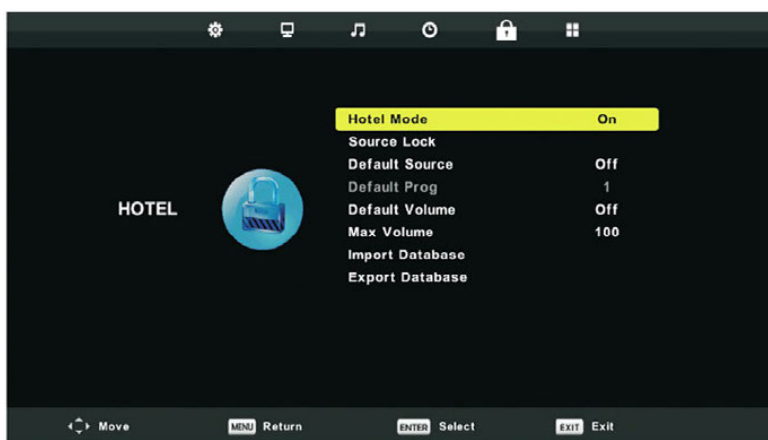 Hotel Mode On
Source Lock
Default Source Off
Default Prog 1
HOTEL
Default Volume Off
Max Volume 100
Import Database
Export Database
Move MENU Return ENTER Select EXIT Exit